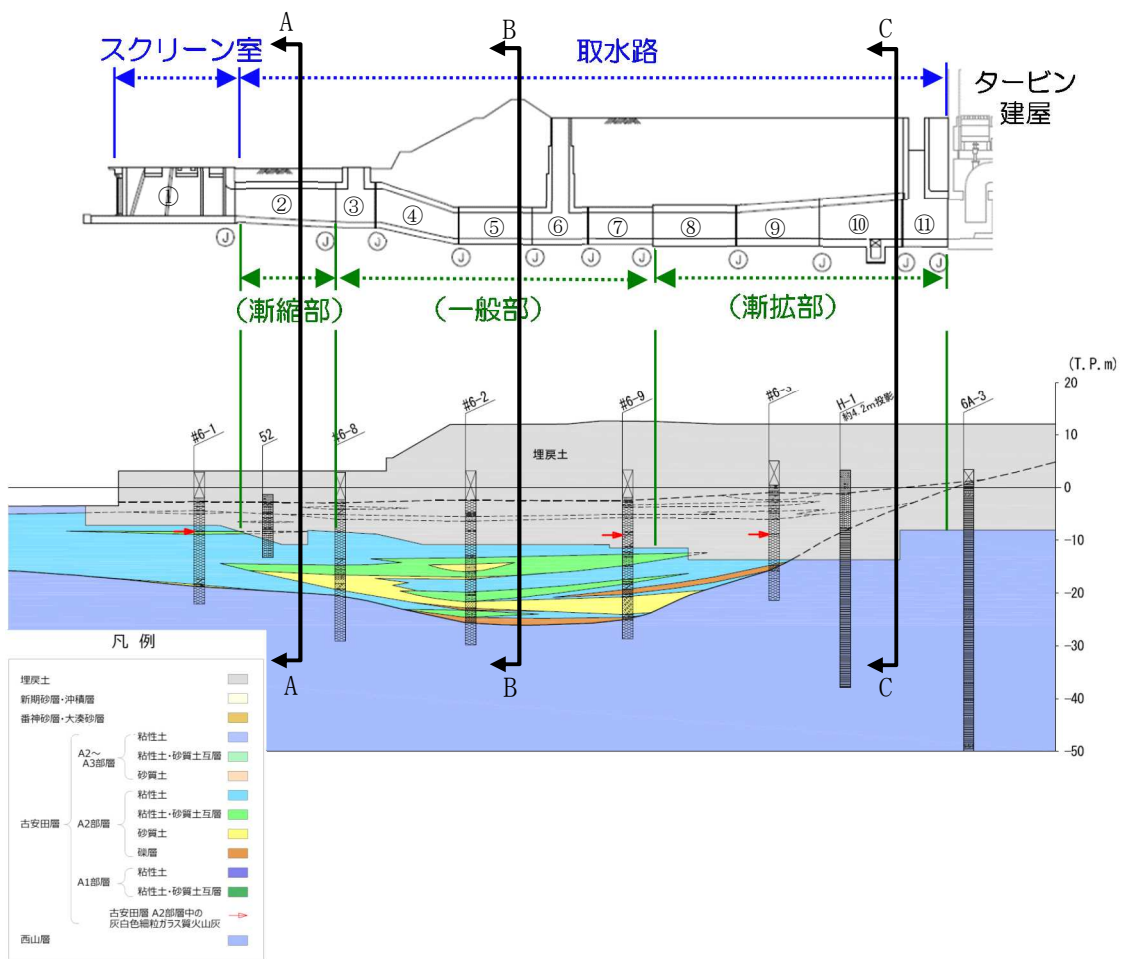 A
B
C
スクリーン室
取水路
タービン
建屋
①
②
③
④
⑤
⑥
⑦
⑧
⑨
⑩
⑪
J
J
J
J
J
J
J
J
J
J
(漸縮部)
(一般部)
(漸拡部)
(T.P.m)
#6-1
52
#6-8
#6-2
#6-9
H-1
約4.2m投影
6A-3
埋戻土
20
10
0
-10
-20
-30
-40
-50
A
B
C
凡 例
埋戻土
新期砂層・沖積層
番神砂層・大湊砂層
古安田層
A2～
A3部層
粘性土
粘性土・砂質土互層
砂質土
A2部層
粘性土
粘性土・砂質土互層
砂質土
礫層
A1部層
粘性土
粘性土・砂質土互層
古安田層 A2部層中の
灰白色細粒ガラス質火山灰
西山層